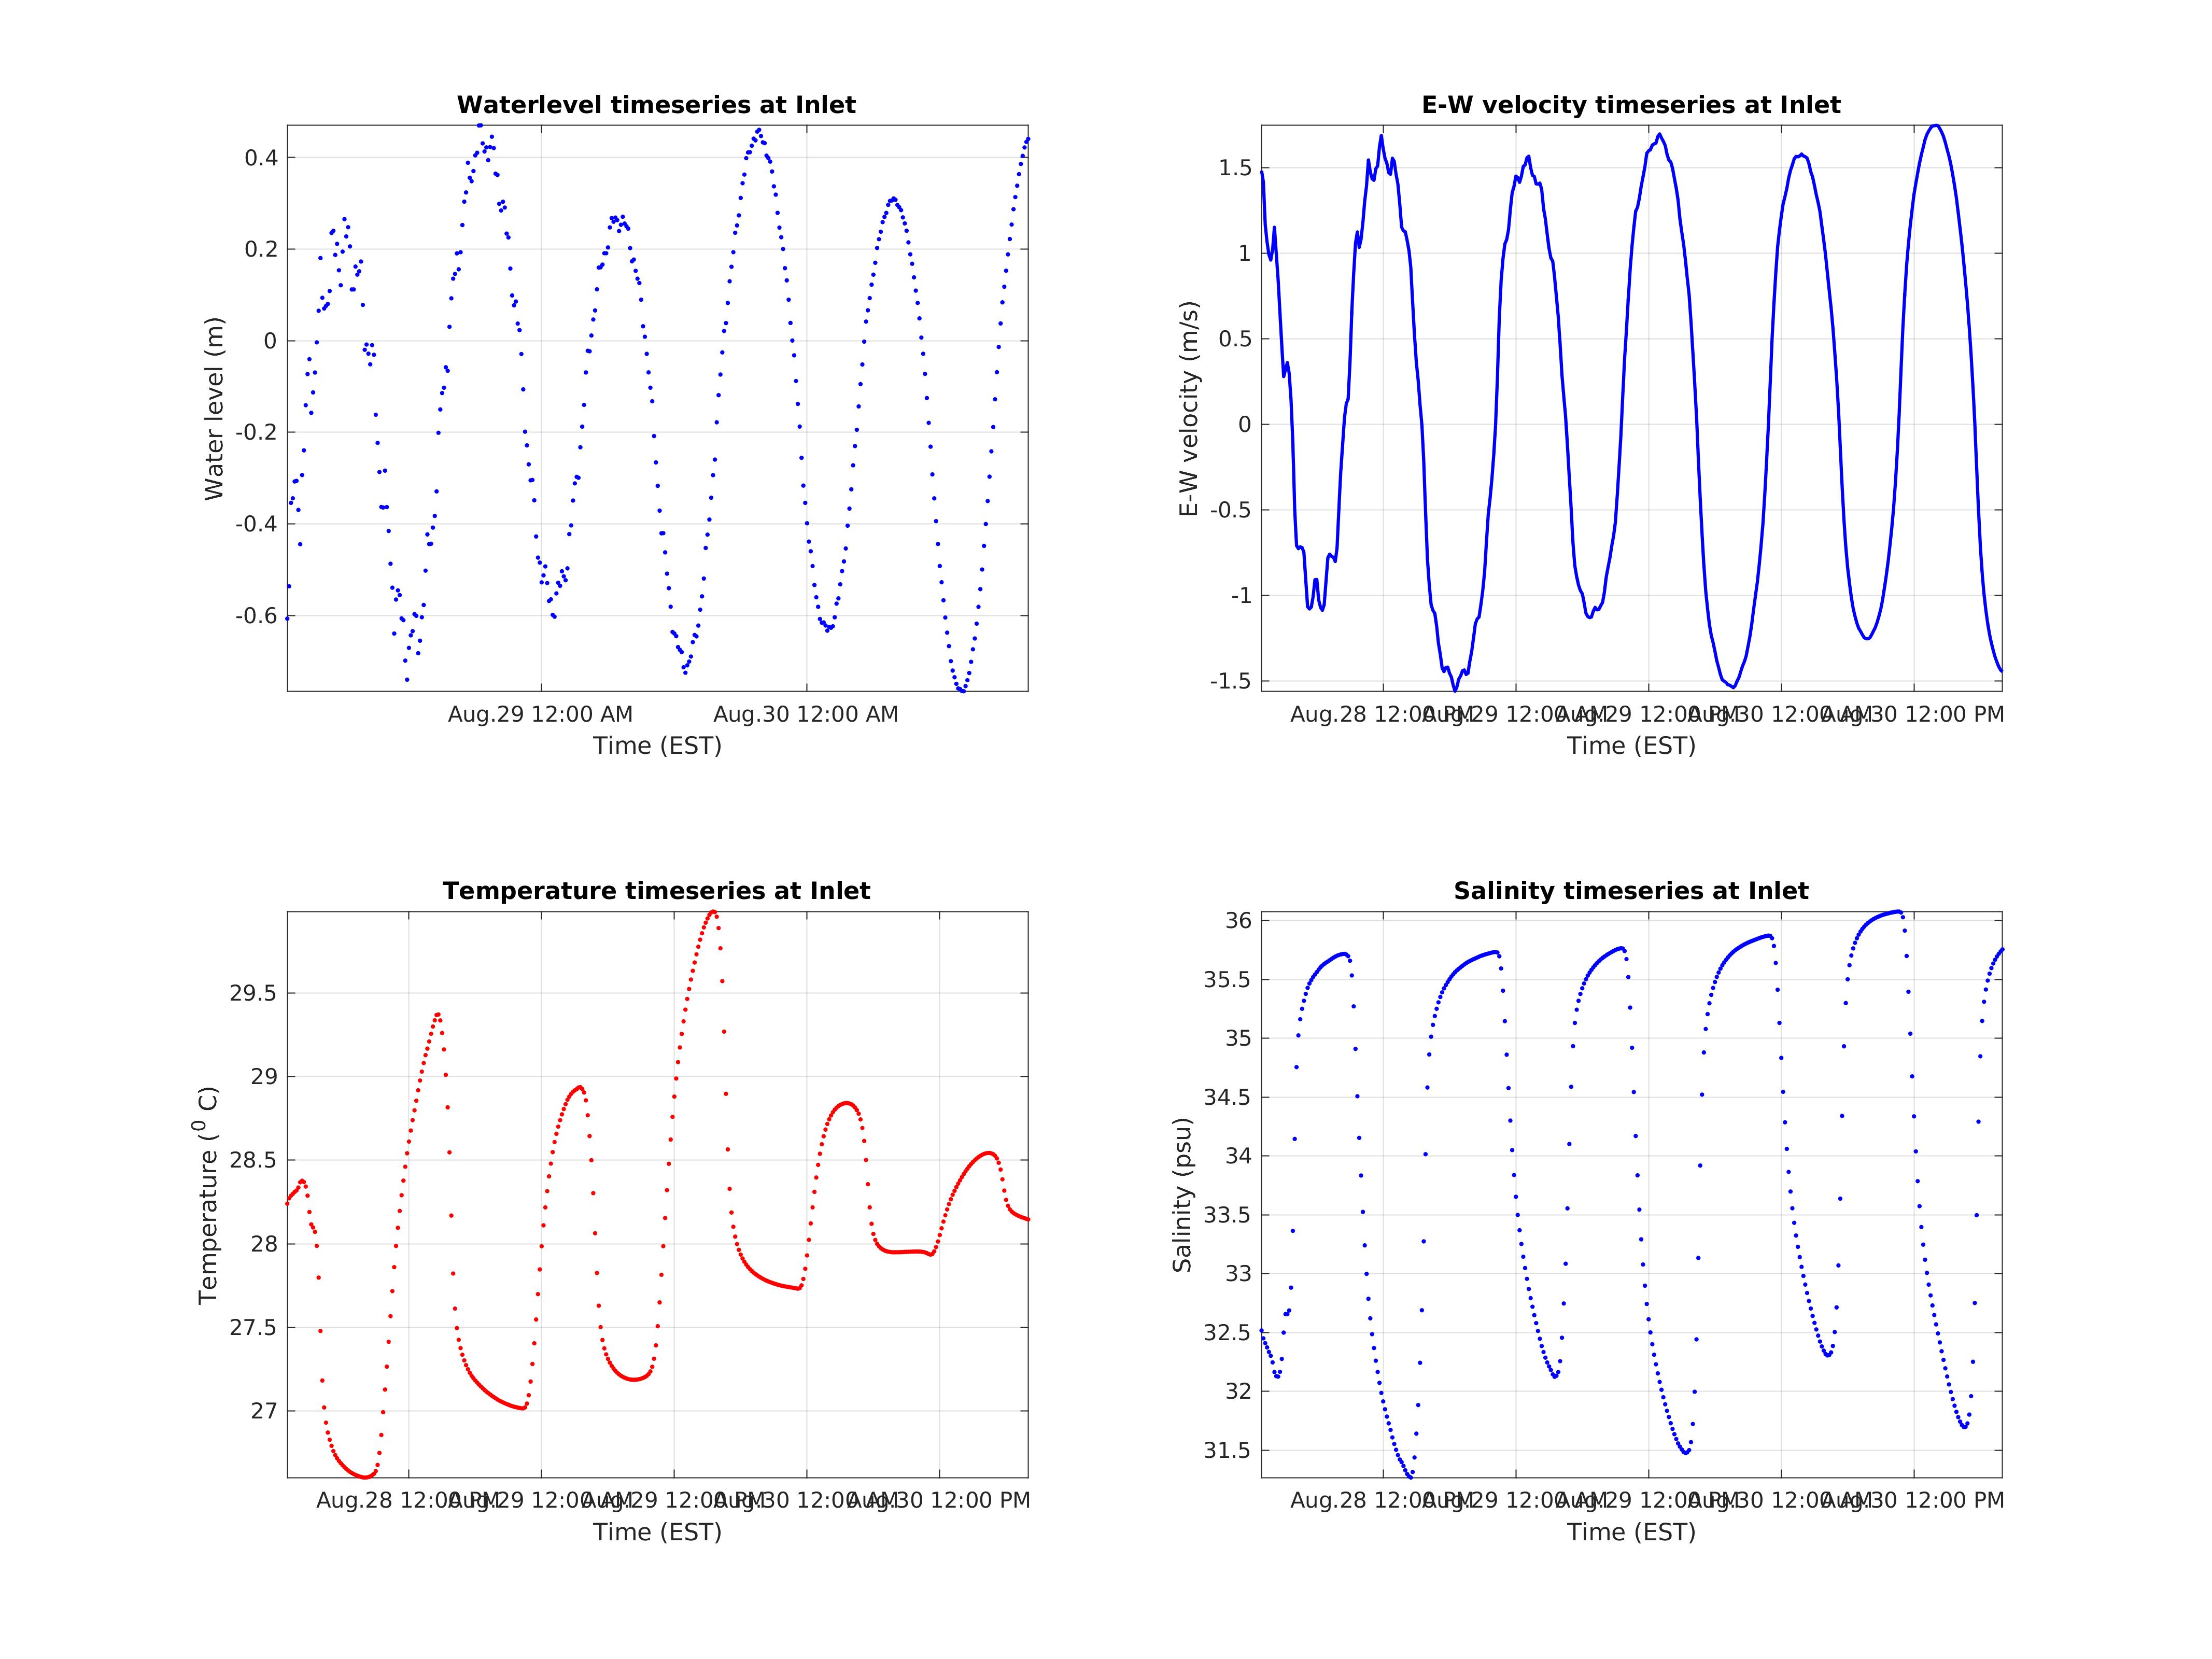 Waterlevel timeseries at Inlet
0.4
0.2
0
-0.2
-0.4
-0.6
Water level (m)
Aug.29 12:00 AM
Aug.30 12:00 AM
Time (EST)
E-W velocity timeseries at Inlet
1.5
1
0.5
0
-0.5
-1
-1.5
E-W velocity (m/s)
Aug.28 12:00 PM
Aug.29 12:00 AM
Aug.29 12:00 PM
Aug.30 12:00 AM
Aug.30 12:00 PM
Time (EST)
Temperature timeseries at Inlet
29.5
29
28.5
28
27.5
27
Temperature (⁰ C)
Aug.28 12:00 PM
Aug.29 12:00 AM
Aug.29 12:00 PM
Aug.30 12:00 AM
Aug.30 12:00 PM
Time (EST)
Salinity timeseries at Inlet
36
35.5
35
34.5
34
33.5
33
32.5
32
31.5
Salinity (psu)
Aug.28 12:00 PM
Aug.29 12:00 AM
Aug.29 12:00 PM
Aug.30 12:00 AM
Aug.30 12:00 PM
Time (EST)